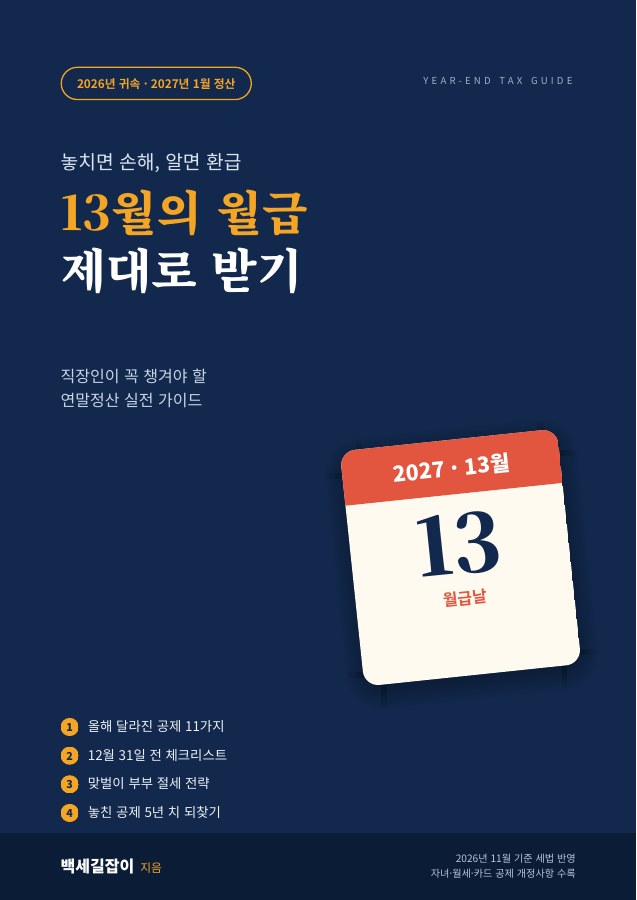 2026년 귀속 · 2027년 1월 정산
YEAR-END TAX GUIDE
놓치면 손해, 알면 환급
13월의 월급
제대로 받기
직장인이 꼭 챙겨야 할
연말정산 실전 가이드
2027 · 13월
13
월급날
1 올해 달라진 공제 11가지
2 12월 31일 전 체크리스트
3 맞벌이 부부 절세 전략
4 놓친 공제 5년 치 되찾기
백세길잡이 지음
2026년 11월 기준 세법 반영
자녀·월세·카드 공제 개정사항 수록